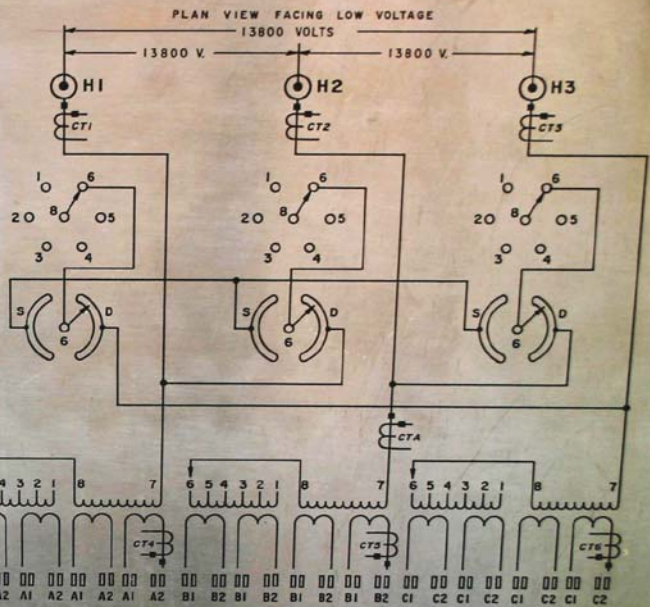 PLAN VIEW FACING LOW VOLTAGE
13800 VOLTS
13800 V. 13800 V.
H1 H2 H3
CT1 CT2 CT3
1 6 1 6 1 6
2 8 5 2 8 5 2 8 5
3 4 3 4 3 4
S D S D S D
6 6 6
CTA
4 3 2 1 8 7 6 5 4 3 2 1 8 7 6 5 4 3 2 1 8 7
CT4 CT5 CT6
A2 A1 A2 A1 A2 A1 A2 B1 B2 B1 B2 B1 B2 B1 B2 C1 C2 C1 C2 C1 C2 C1 C2